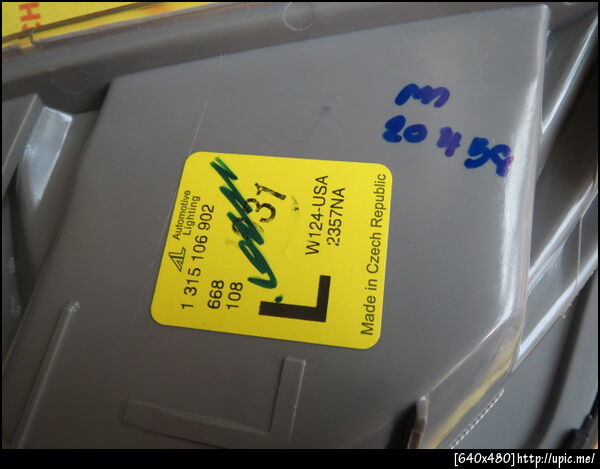 Automotive
Lighting
1 315 106 902
668
108
37
L
W124-USA
2357NA
Made in Czech Republic
[640x480]http://upic.me/